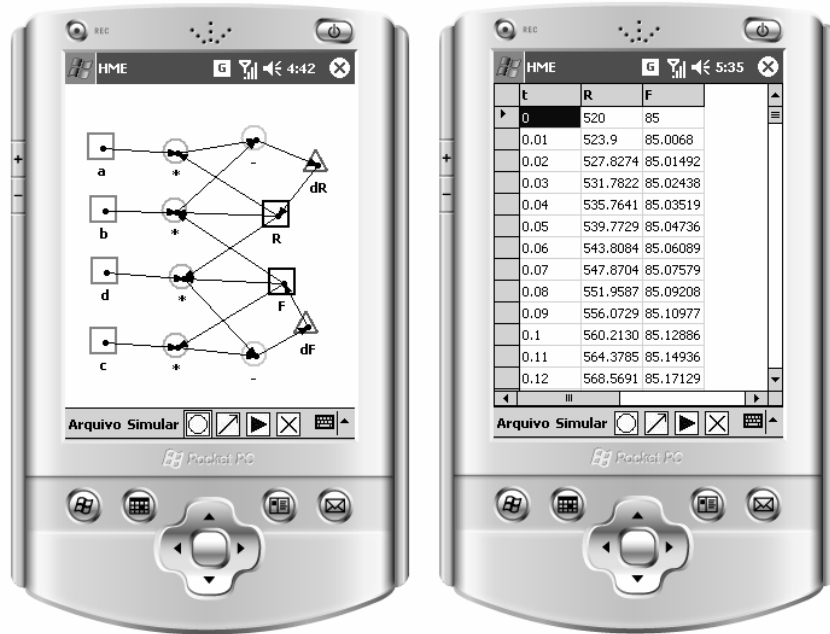 REC
HME G 4:42
a * - dR
b * R
d * F
c * - dF
Arquivo Simular
Pocket PC
REC
HME G 5:35
t R F
0 520 85
0.01 523.9 85.0068
0.02 527.8274 85.01492
0.03 531.7822 85.02438
0.04 535.7641 85.03519
0.05 539.7729 85.04736
0.06 543.8084 85.06089
0.07 547.8704 85.07579
0.08 551.9587 85.09208
0.09 556.0729 85.10977
0.1 560.2130 85.12886
0.11 564.3785 85.14936
0.12 568.5691 85.17129
Arquivo Simular
Pocket PC